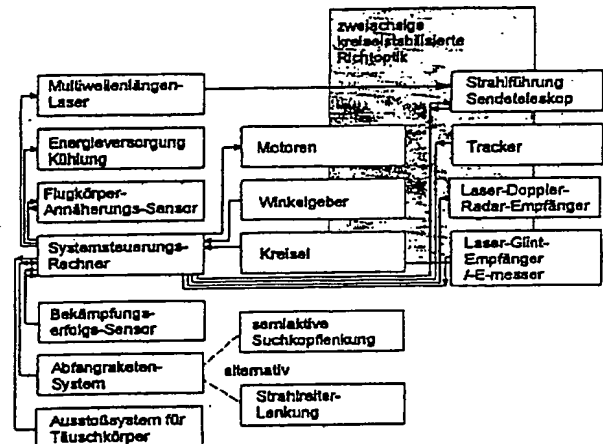 zweiachsige
kreiselstabilisierte
Richtoptik
Multiwellenlängen-
Laser
Strahlführung
Sendeteleskop
Energieversorgung
Kühlung
Motoren
Tracker
Flugkörper-
Annäherungs-Sensor
Winkelgeber
Laser-Doppler-
Radar-Empfänger
Systemsteuerungs-
Rechner
Kreisel
Laser-Glint-
Empfänger
/-E-messer
Bekämpfungs-
erfolgs-Sensor
semiaktive
Suchkopflenkung
Abfangraketen-
System
alternativ
Strahlreiter-
Lenkung
Ausstoßsystem für
Täuschkörper